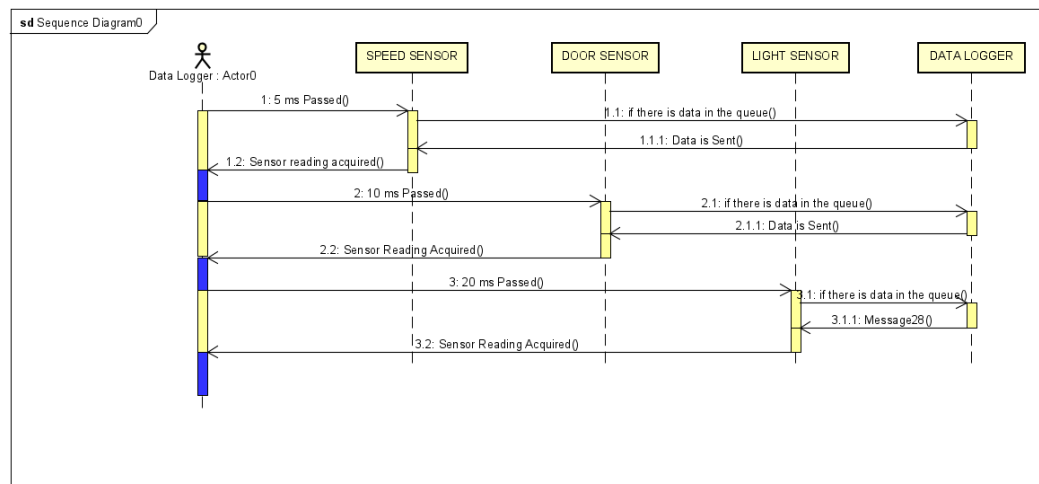 sd Sequence Diagram0
Data Logger : Actor0
SPEED SENSOR
DOOR SENSOR
LIGHT SENSOR
DATA LOGGER
1: 5 ms Passed()
1.1: if there is data in the queue()
1.1.1: Data is Sent()
1.2: Sensor reading acquired()
2: 10 ms Passed()
2.1: if there is data in the queue()
2.1.1: Data is Sent()
2.2: Sensor Reading Acquired()
3: 20 ms Passed()
3.1: if there is data in the queue()
3.1.1: Message28()
3.2: Sensor Reading Acquired()